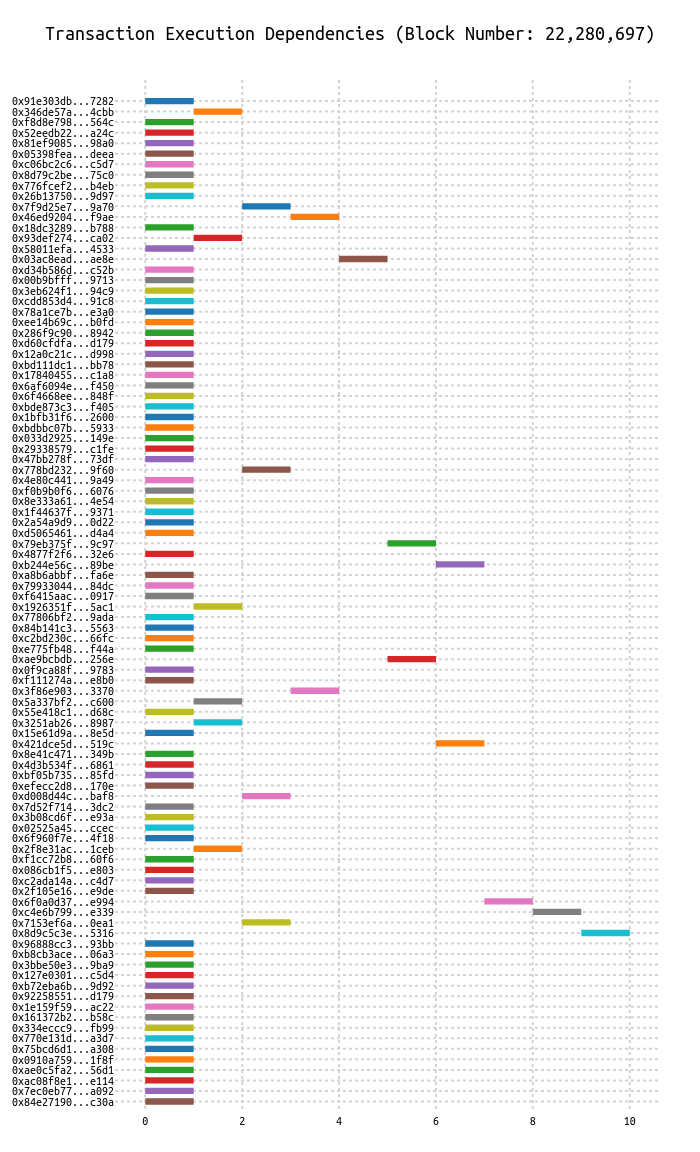 Transaction Execution Dependencies (Block Number: 22,280,697)
0x91e303db...7282
0x346de57a...4cbb
0xf8d8e798...564c
0x52eedb22...a24c
0x81ef9085...98a0
0x05398fea...deea
0xc06bc2c6...c5d7
0x8d79c2be...75c0
0x776fcef2...b4eb
0x26b13750...9d97
0x7f9d25e7...9a70
0x46ed9204...f9ae
0x18dc3289...b788
0x93def274...ca02
0x58011efa...4533
0x03ac8ead...ae8e
0xd34b586d...c52b
0x00b9bfff...9713
0x3eb624f1...94c9
0xcdd853d4...91c8
0x78a1ce7b...e3a0
0xee14b69c...b0fd
0x286f9c90...8942
0xd60cfdfa...d179
0x12a0c21c...d998
0xbd111dc1...bb78
0x17840455...c1a8
0x6af6094e...f450
0x6f4668ee...848f
0xbde873c3...f405
0x1bfb31f6...2600
0xbdbbc07b...5933
0x033d2925...149e
0x29338579...c1fe
0x47bb278f...73df
0x778bd232...9f60
0x4e80c441...9a49
0xf0b9b0f6...6076
0x8e333a61...4e54
0x1f44637f...9371
0x2a54a9d9...0d22
0xd5065461...d4a4
0x79eb375f...9c97
0x4877f2f6...32e6
0xb244e56c...89be
0xa8b6abbf...fa6e
0x79933044...84dc
0xf6415aac...0917
0x1926351f...5ac1
0x77806bf2...9ada
0x84b141c3...5563
0xc2bd230c...66fc
0xe775fb48...f44a
0xae9bcbdb...256e
0x0f9ca88f...9783
0xf111274a...e8b0
0x3f86e903...3370
0x5a337bf2...c600
0x55e418c1...d68c
0x3251ab26...8987
0x15e61d9a...8e5d
0x421dce5d...519c
0x8e41c471...349b
0x4d3b534f...6861
0xbf05b735...85fd
0xefecc2d8...170e
0xd008d44c...baf8
0x7d52f714...3dc2
0x3b08cd6f...e93a
0x02525a45...ccec
0x6f960f7e...4f18
0x2f8e31ac...1ceb
0xf1cc72b8...60f6
0x086cb1f5...e803
0xc2ada14a...c4d7
0x2f105e16...e9de
0x6f0a0d37...e994
0xc4e6b799...e339
0x7153ef6a...0ea1
0x8d9c5c3e...5316
0x96888cc3...93bb
0xb8cb3ace...06a3
0x3bbe50e3...9ba9
0x127e0301...c5d4
0xb72eba6b...9d92
0x92258551...d179
0x1e159f59...ac22
0x161372b2...b58c
0x334eccc9...fb99
0x770e131d...a3d7
0x75bcd6d1...a308
0x0910a759...1f8f
0xae0c5fa2...56d1
0xac08f8e1...e114
0x7ec0eb77...a092
0x84e27190...c30a
0 2 4 6 8 10